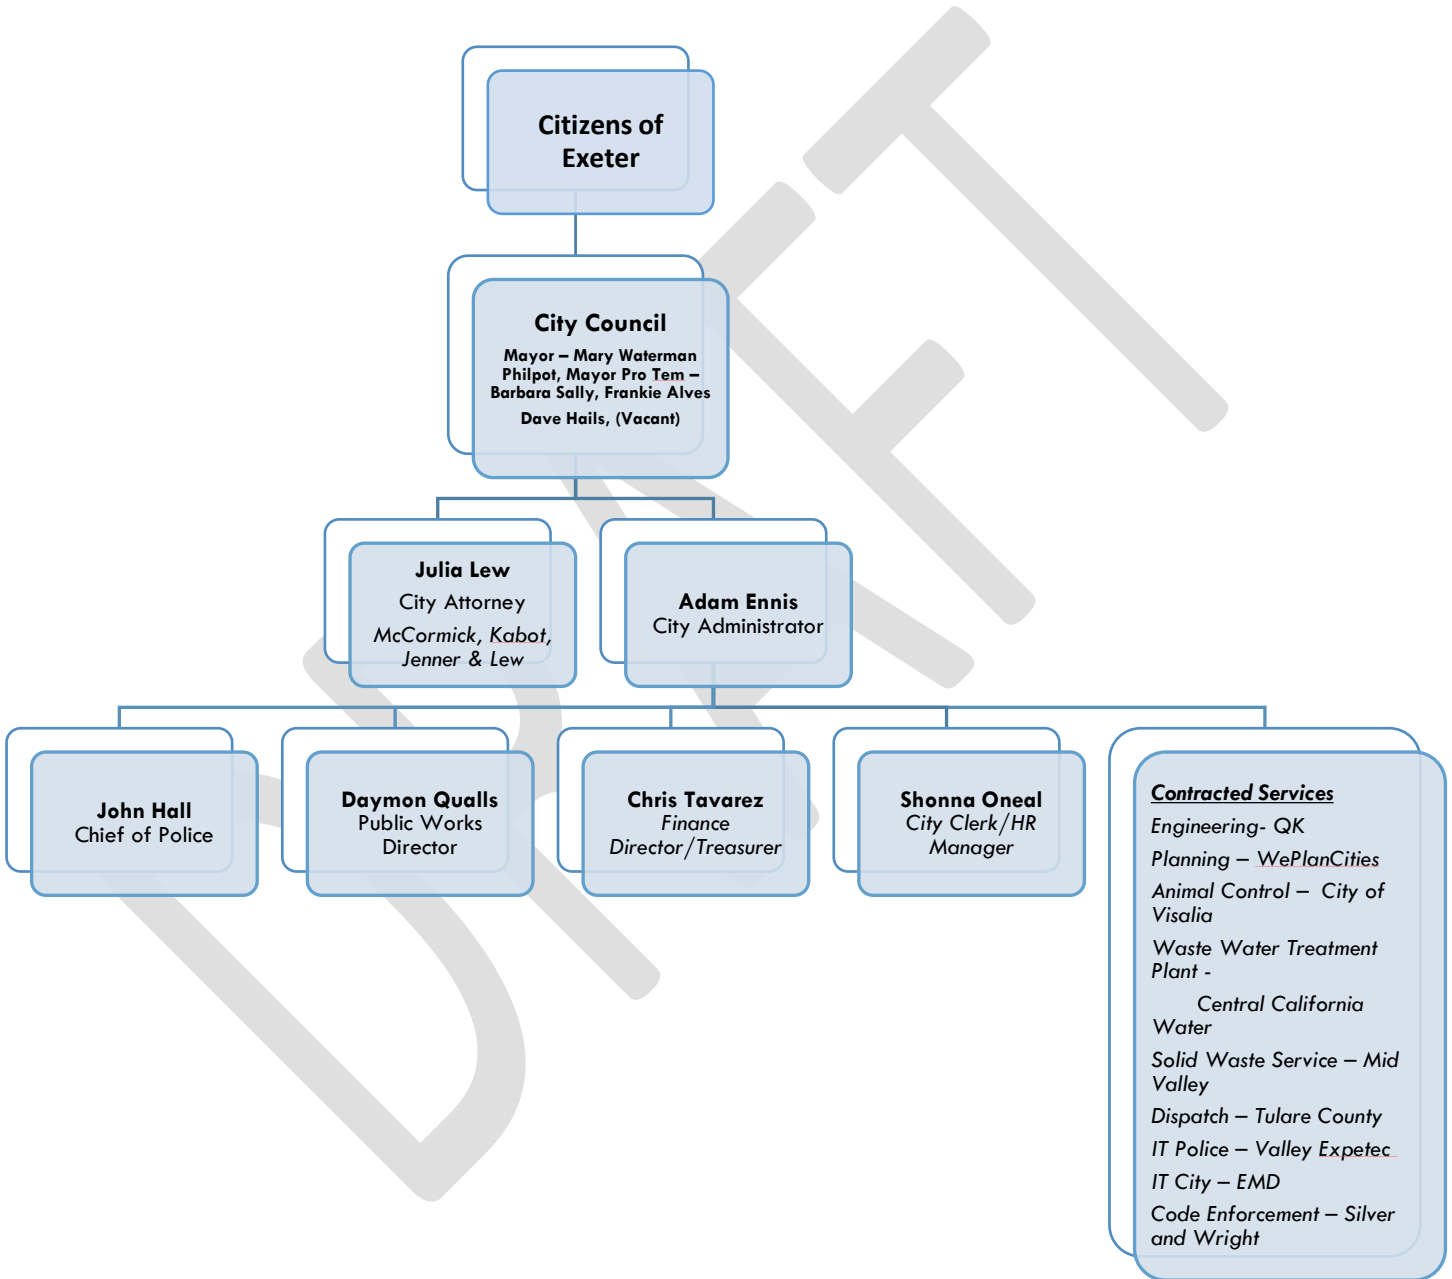 Citizens of
Exeter
City Council
Mayor – Mary Waterman
Philpot, Mayor Pro Tem –
Barbara Sally, Frankie Alves
Dave Hails, (Vacant)
Julia Lew
City Attorney
McCormick, Kabot,
Jenner & Lew
Adam Ennis
City Administrator
John Hall
Chief of Police
Daymon Qualls
Public Works
Director
Chris Tavarez
Finance
Director/Treasurer
Shonna Oneal
City Clerk/HR
Manager
Contracted Services
Engineering- QK
Planning – WePlanCities
Animal Control – City of
Visalia
Waste Water Treatment
Plant -
Central California
Water
Solid Waste Service – Mid
Valley
Dispatch – Tulare County
IT Police – Valley Expetec
IT City – EMD
Code Enforcement – Silver
and Wright
DRAFT